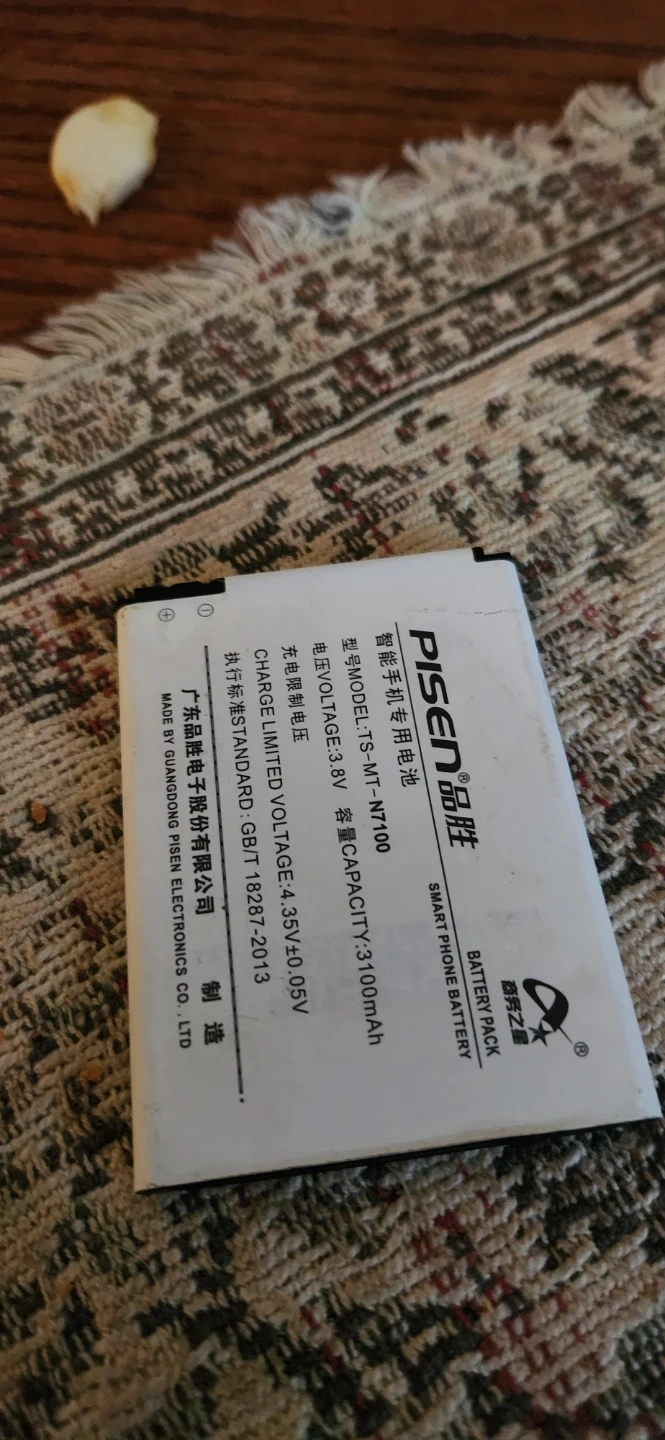 PISEN®品胜
商务之星®
BATTERY PACK
智能手机专用电池
SMART PHONE BATTERY
型号MODEL:TS-MT-N7100
电压VOLTAGE:3.8V 容量CAPACITY:3100mAh
充电限制电压
CHARGE LIMITED VOLTAGE:4.35V±0.05V
执行标准STANDARD:GB/T 18287-2013
广东品胜电子股份有限公司 制造
MADE BY GUANGDONG PISEN ELECTRONICS CO.,LTD
⊕ ⊖